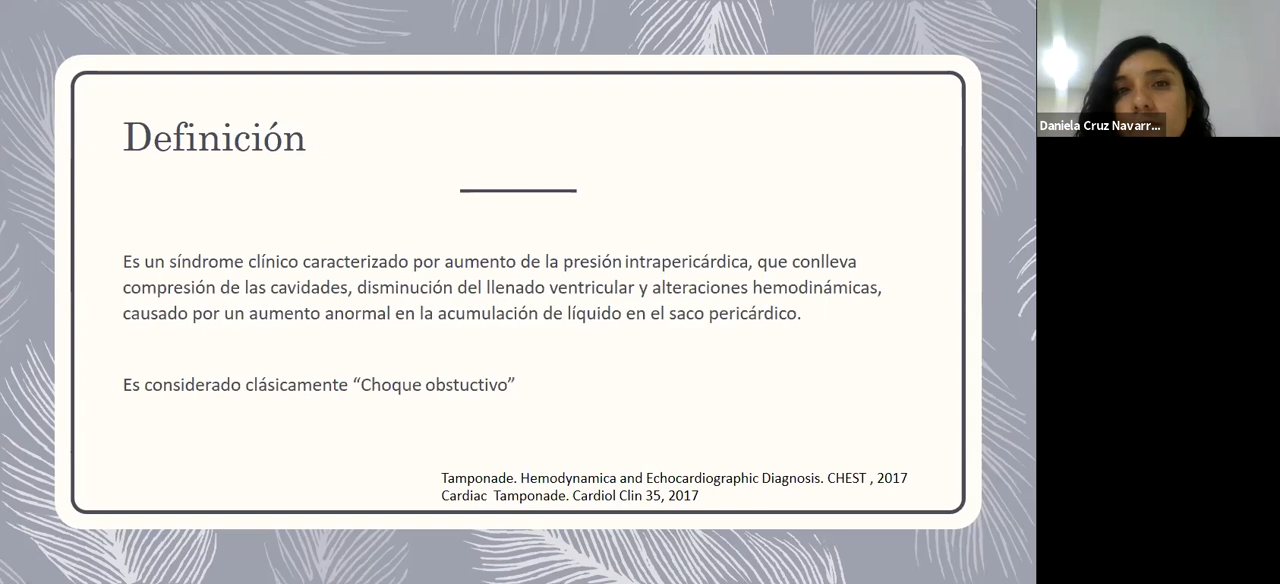 Definición
Es un síndrome clínico caracterizado por aumento de la presión intrapericárdica, que conlleva
compresión de las cavidades, disminución del llenado ventricular y alteraciones hemodinámicas,
causado por un aumento anormal en la acumulación de líquido en el saco pericárdico.
Es considerado clásicamente “Choque obstuctivo”
Tamponade. Hemodynamica and Echocardiographic Diagnosis. CHEST , 2017
Cardiac Tamponade. Cardiol Clin 35, 2017
Daniela Cruz Navarr...